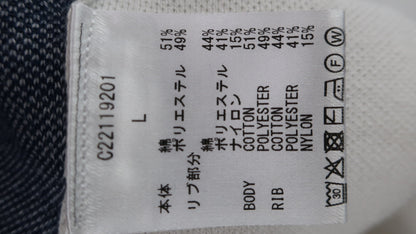 C22119201
L
本体 綿 51%
ポリエステル 49%
リブ部分
綿 44%
ポリエステル 41%
ナイロン 15%
BODY COTTON 51%
POLYESTER 49%
RIB COTTON 44%
POLYESTER 41%
NYLON 15%
30 F W